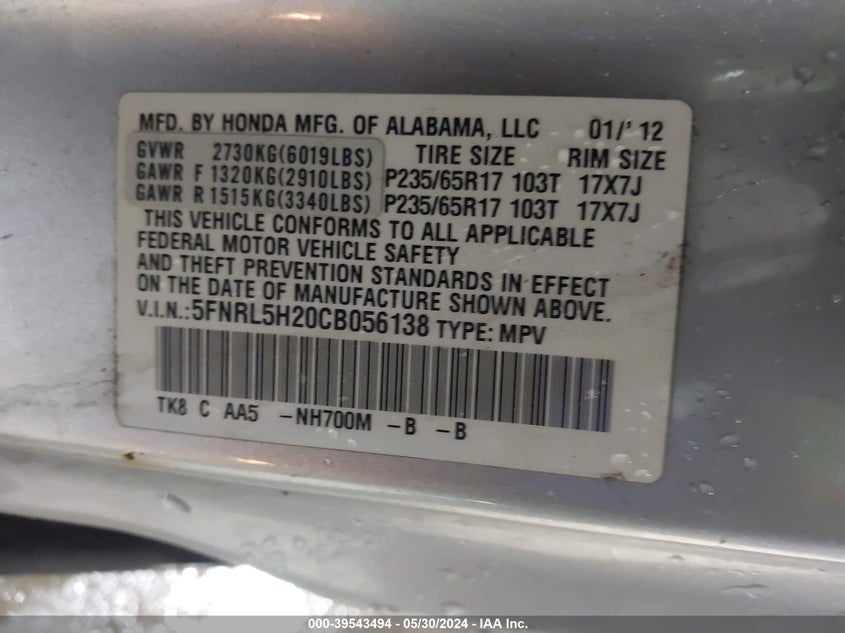 MFD. BY HONDA MFG. OF ALABAMA, LLC 01/' 12
GVWR 2730KG(6019LBS) TIRE SIZE RIM SIZE
GAWR F 1320KG(2910LBS) P235/65R17 103T 17X7J
GAWR R 1515KG(3340LBS) P235/65R17 103T 17X7J
THIS VEHICLE CONFORMS TO ALL APPLICABLE
FEDERAL MOTOR VEHICLE SAFETY
AND THEFT PREVENTION STANDARDS IN EFFECT
ON THE DATE OF MANUFACTURE SHOWN ABOVE.
V.I.N.:5FNRL5H20CB056138 TYPE: MPV
TK8 C AA5 -NH700M -B -B
000-39543494 - 05/30/2024 - IAA Inc.